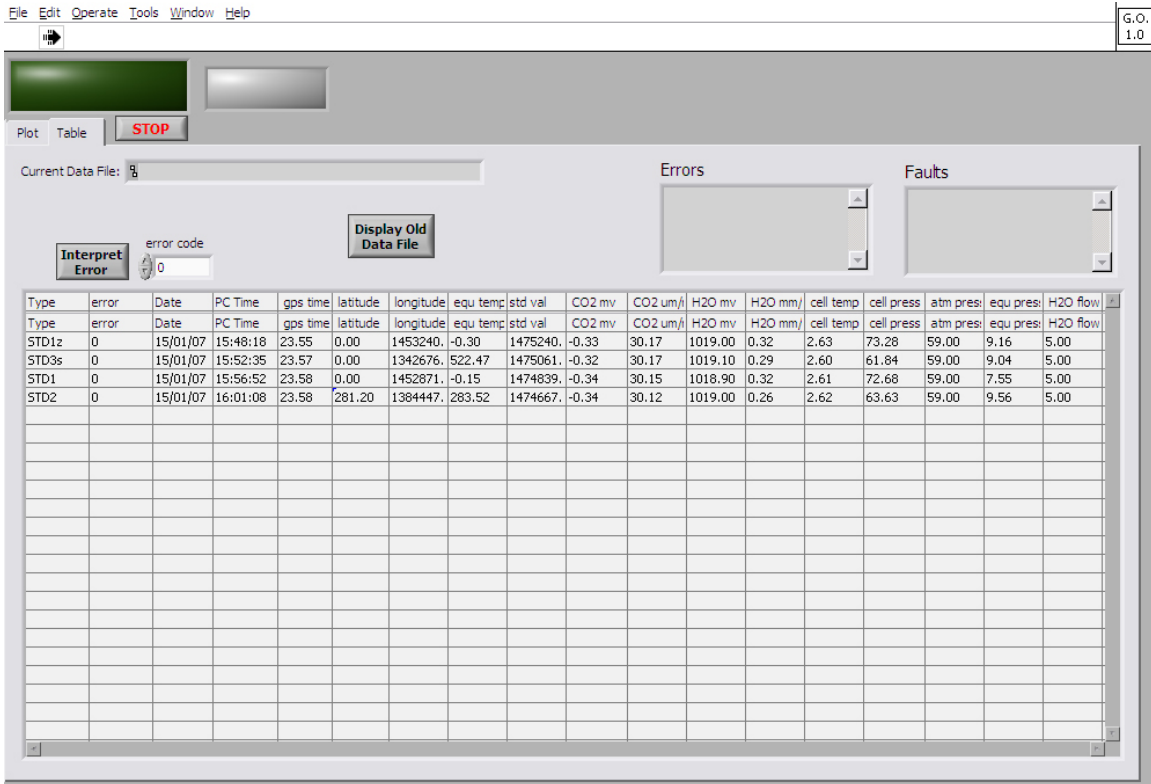 File Edit Operate Tools Window Help
G.O.
1.0
Plot Table STOP
Current Data File:
Errors
Faults
Display Old
Data File
Interpret
Error
error code
0
Type error Date PC Time gps time latitude longitude equ temp std val CO2 mv CO2 um/ H2O mv H2O mm/ cell temp cell press atm pres equ pres H2O flow
Type error Date PC Time gps time latitude longitude equ temp std val CO2 mv CO2 um/ H2O mv H2O mm/ cell temp cell press atm pres equ pres H2O flow
STD1z 0 15/01/07 15:48:18 23.55 0.00 1453240. -0.30 1475240. -0.33 30.17 1019.00 0.32 2.63 73.28 59.00 9.16 5.00
STD3s 0 15/01/07 15:52:35 23.57 0.00 1342676. 522.47 1475061. -0.32 30.17 1019.10 0.29 2.60 61.84 59.00 9.04 5.00
STD1 0 15/01/07 15:56:52 23.58 0.00 1452871. -0.15 1474839. -0.34 30.15 1018.90 0.32 2.61 72.68 59.00 7.55 5.00
STD2 0 15/01/07 16:01:08 23.58 281.20 1384447. 283.52 1474667. -0.34 30.12 1019.00 0.26 2.62 63.63 59.00 9.56 5.00